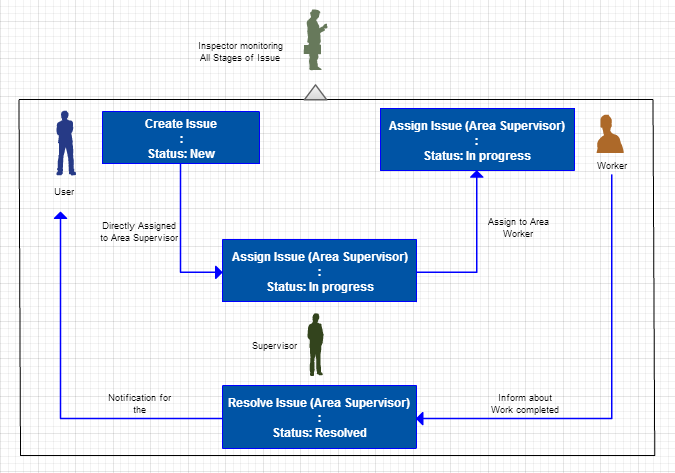 Inspector monitoring
All Stages of Issue
Create Issue
:
Status: New
Assign Issue (Area Supervisor)
:
Status: In progress
User
Worker
Directly Assigned
to Area Supervisor
Assign to Area
Worker
Assign Issue (Area Supervisor)
:
Status: In progress
Supervisor
Notification for
the
Resolve Issue (Area Supervisor)
:
Status: Resolved
Inform about
Work completed